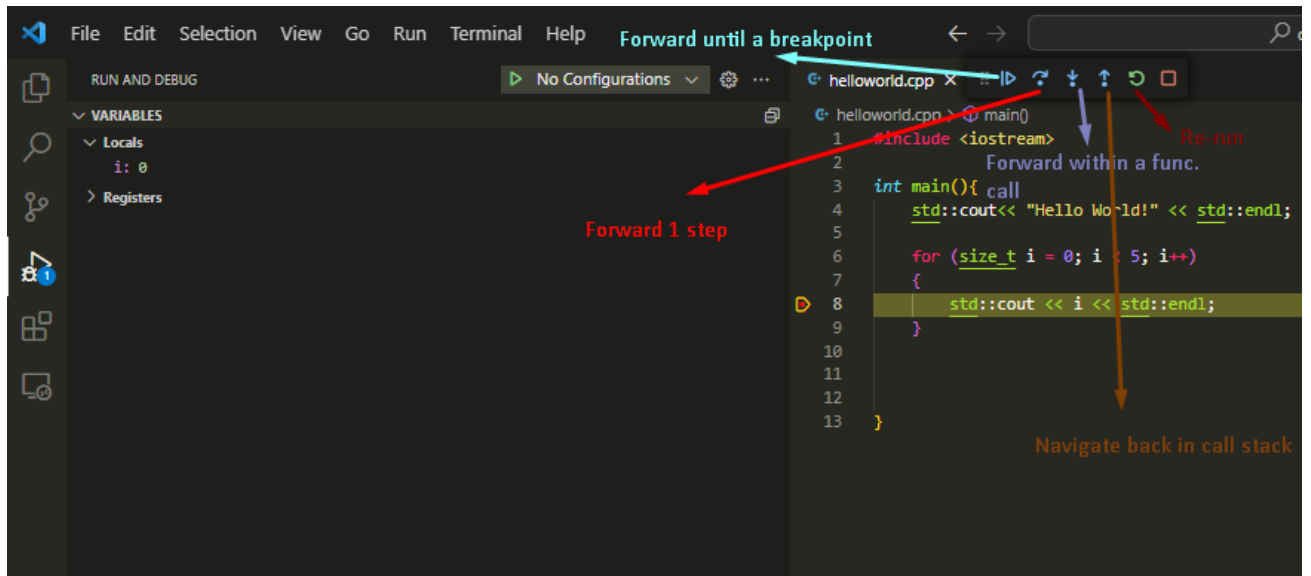 File Edit Selection View Go Run Terminal Help
Forward until a breakpoint
RUN AND DEBUG
No Configurations
helloworld.cpp
VARIABLES
helloworld.cpp > main()
Locals
i: 0
Registers
1 #include <iostream>
Re-run
2
Forward within a func.
call
3 int main(){
4 std::cout<< "Hello World!" << std::endl;
Forward 1 step
5
6 for (size_t i = 0; i < 5; i++)
7 {
8 std::cout << i << std::endl;
9 }
10
11
12
13 }
Navigate back in call stack
1